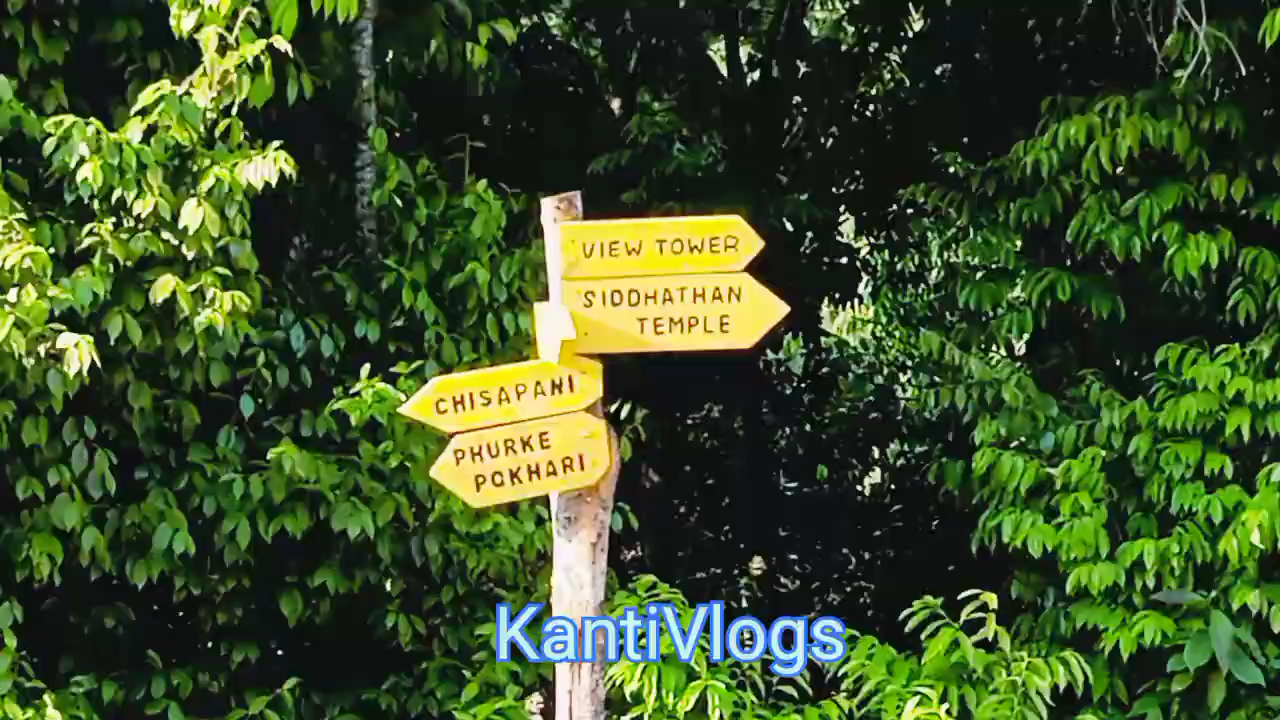 VIEW TOWER
SIDDHATHAN
TEMPLE
CHISAPANI
PHURKE
POKHARI
KantiVlogs